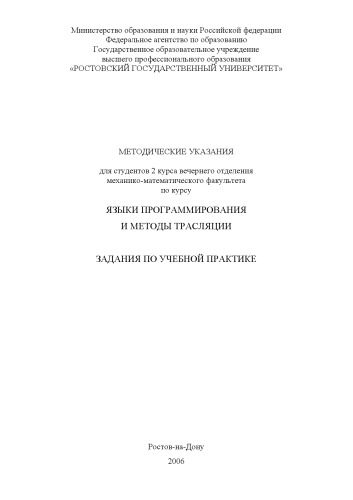 Министерство образования и науки Российской федерации
Федеральное агентство по образованию
Государственное образовательное учреждение
высшего профессионального образования
«РОСТОВСКИЙ ГОСУДАРСТВЕННЫЙ УНИВЕРСИТЕТ»
МЕТОДИЧЕСКИЕ УКАЗАНИЯ
для студентов 2 курса вечернего отделения
механико-математического факультета
по курсу
ЯЗЫКИ ПРОГРАММИРОВАНИЯ
И МЕТОДЫ ТРАСЛЯЦИИ
ЗАДАНИЯ ПО УЧЕБНОЙ ПРАКТИКЕ
Ростов-на-Дону
2006